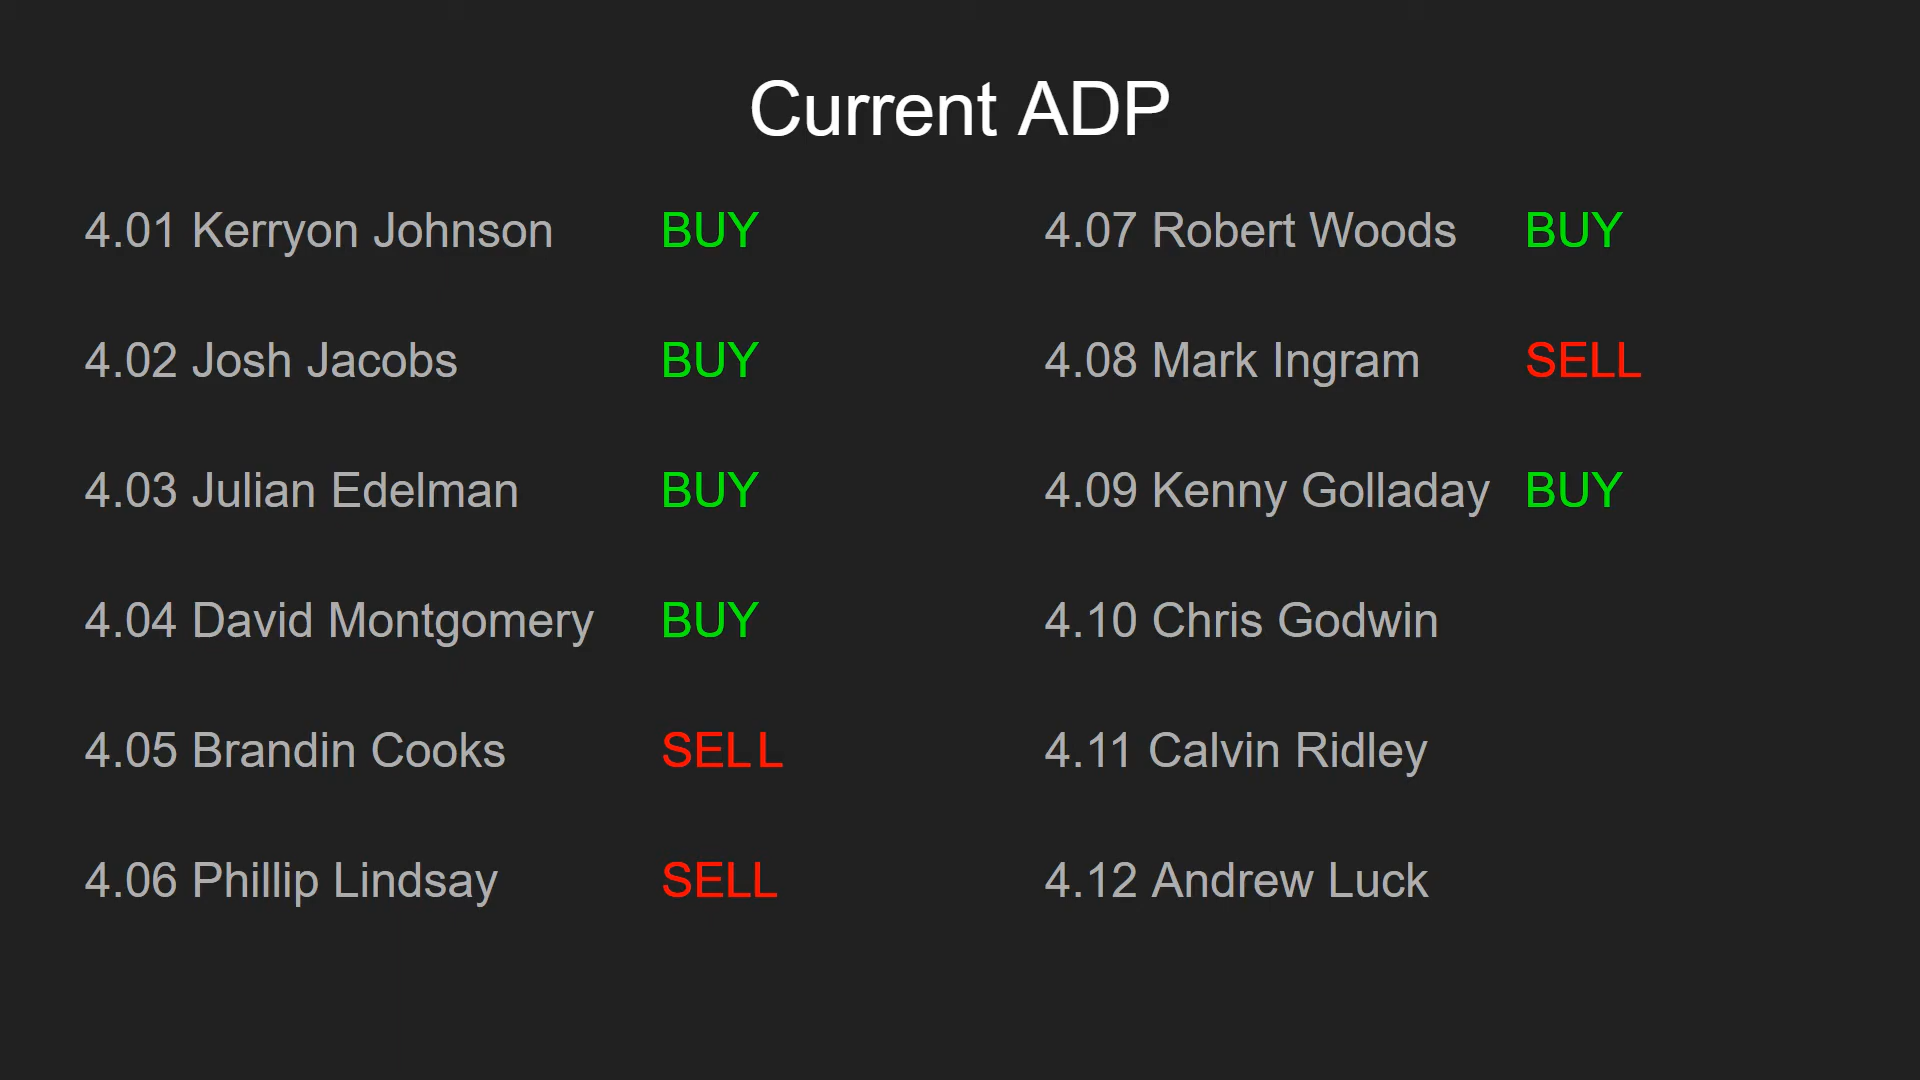 Current ADP
4.01 Kerryon Johnson BUY
4.02 Josh Jacobs BUY
4.03 Julian Edelman BUY
4.04 David Montgomery BUY
4.05 Brandin Cooks SELL
4.06 Phillip Lindsay SELL
4.07 Robert Woods BUY
4.08 Mark Ingram SELL
4.09 Kenny Golladay BUY
4.10 Chris Godwin
4.11 Calvin Ridley
4.12 Andrew Luck